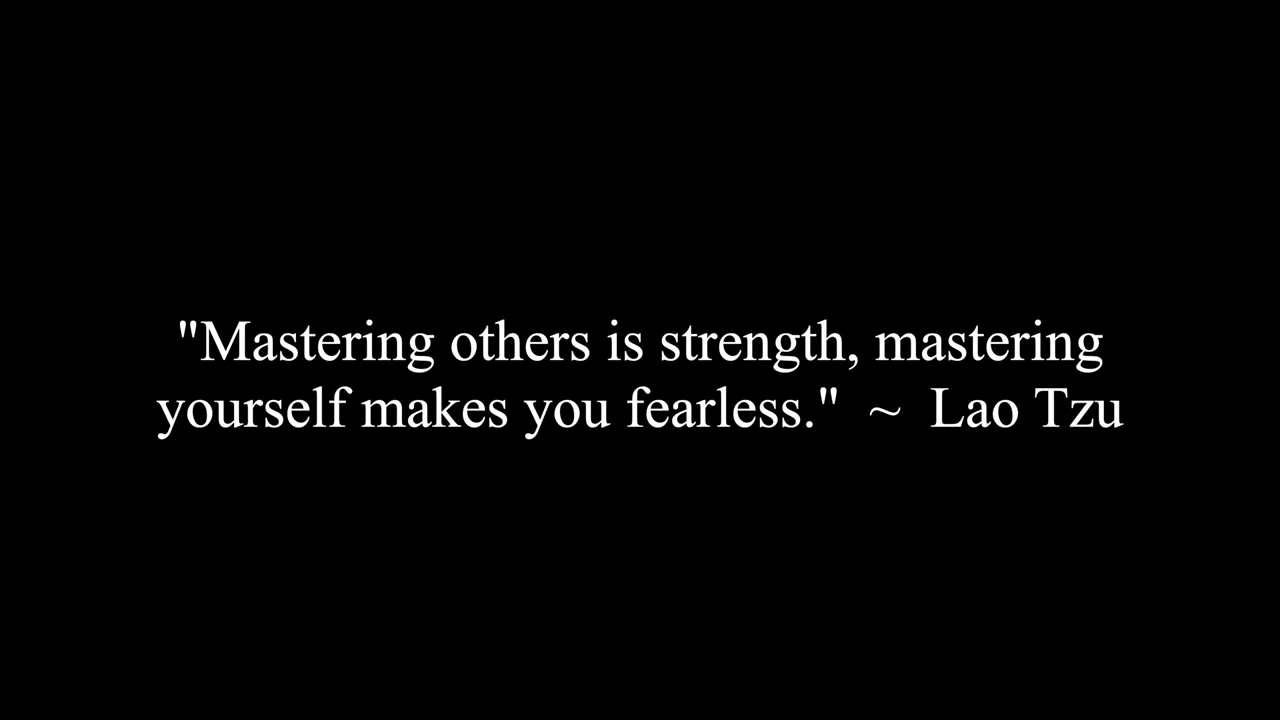 "Mastering others is strength, mastering
yourself makes you fearless."  ~  Lao Tzu